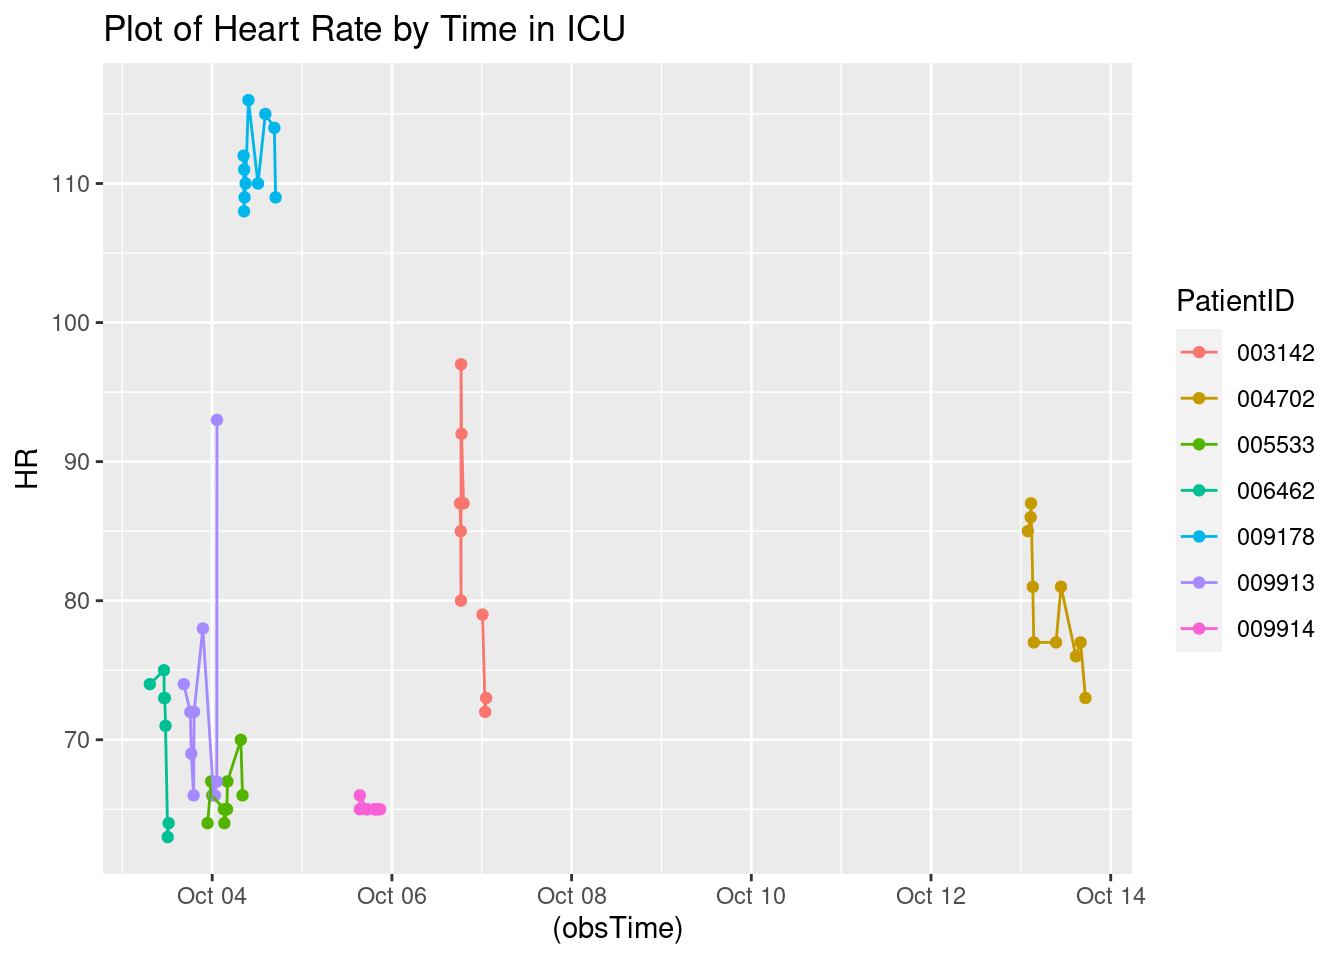 Plot of Heart Rate by Time in ICU
HR
110
100
90
80
70
Oct 04
Oct 06
Oct 08
Oct 10
Oct 12
Oct 14
(obsTime)
PatientID
003142
004702
005533
006462
009178
009913
009914